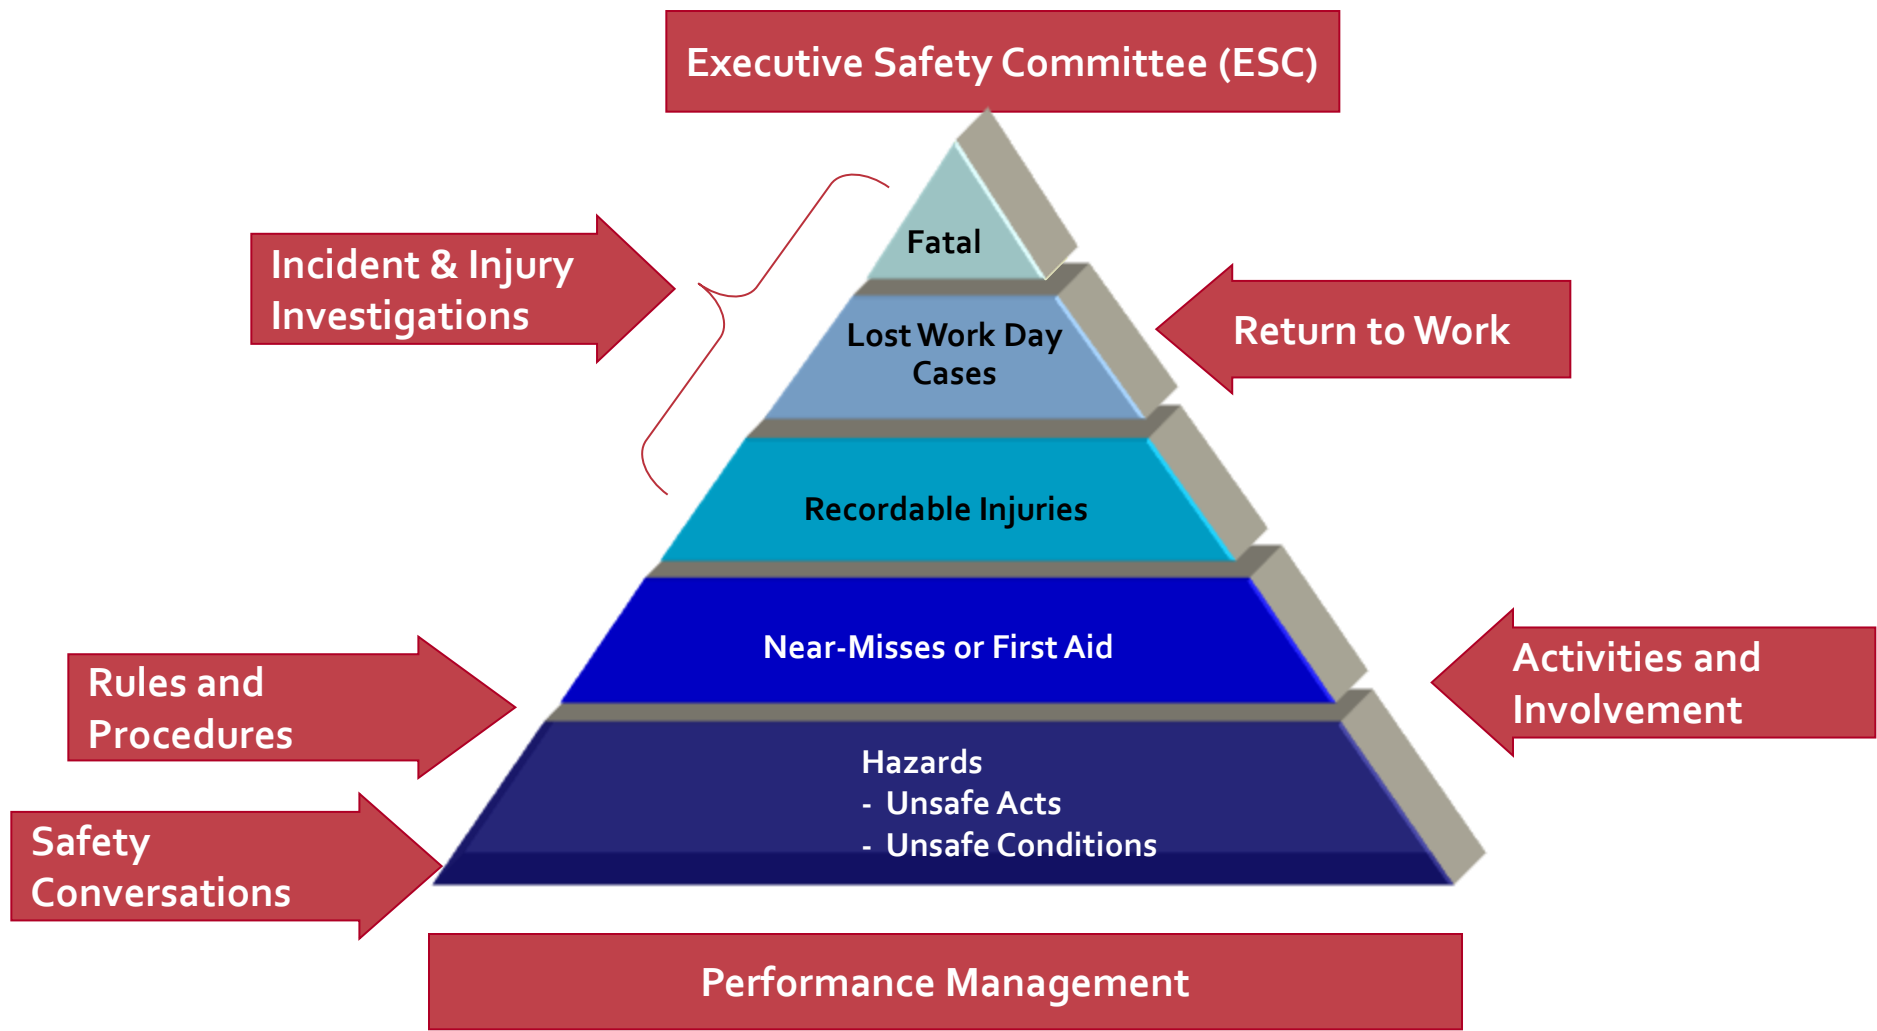 Executive Safety Committee (ESC)
Fatal
Incident & Injury
Investigations
Lost Work Day
Cases
Return to Work
Recordable Injuries
Near-Misses or First Aid
Rules and
Procedures
Activities and
Involvement
Hazards
- Unsafe Acts
- Unsafe Conditions
Safety
Conversations
Performance Management